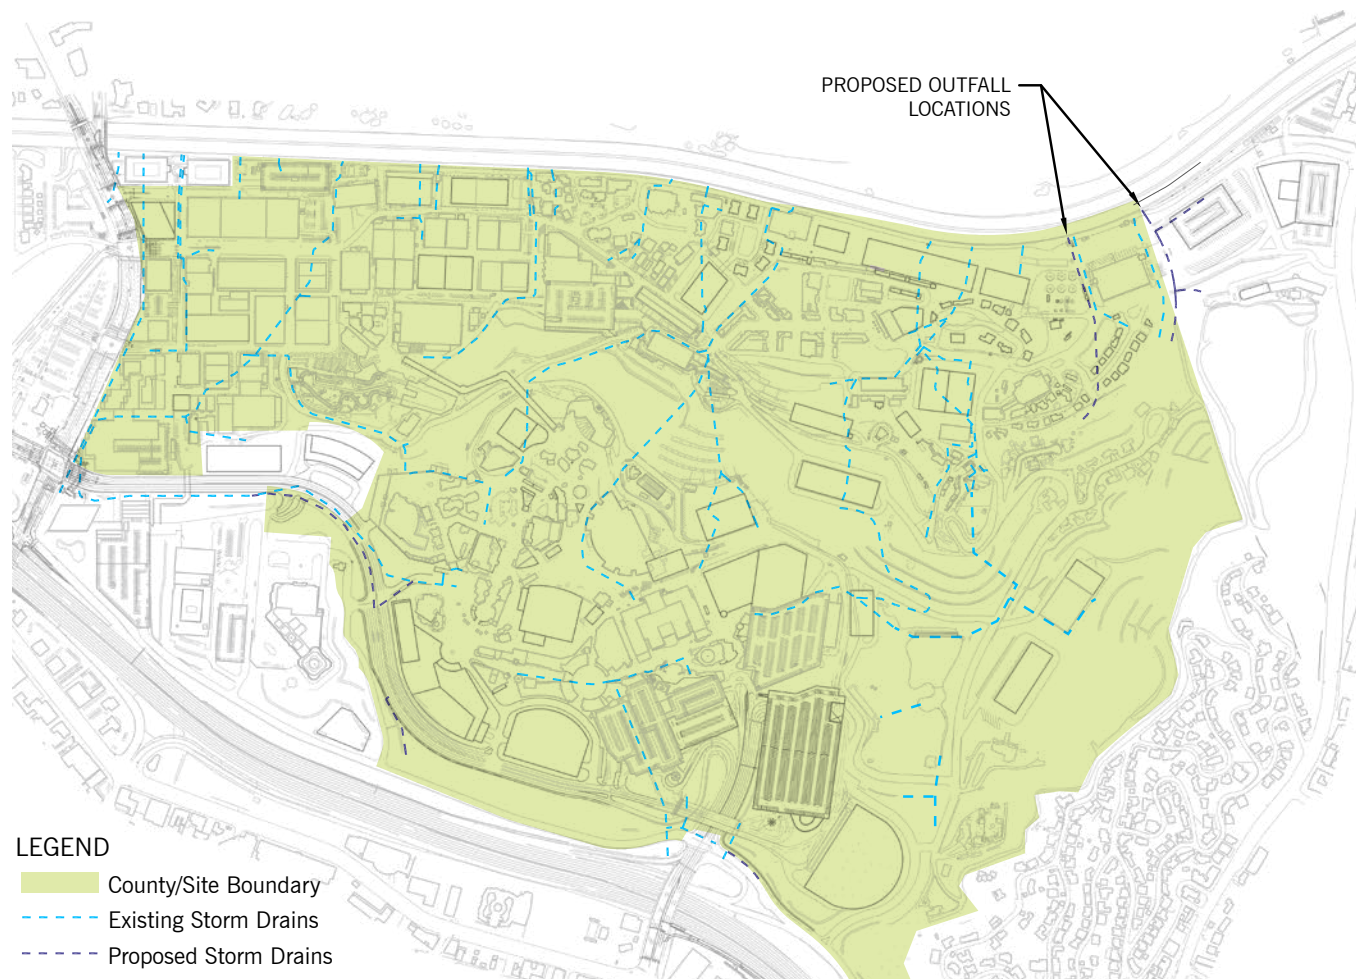 PROPOSED OUTFALL
LOCATIONS
LEGEND
County/Site Boundary
Existing Storm Drains
Proposed Storm Drains